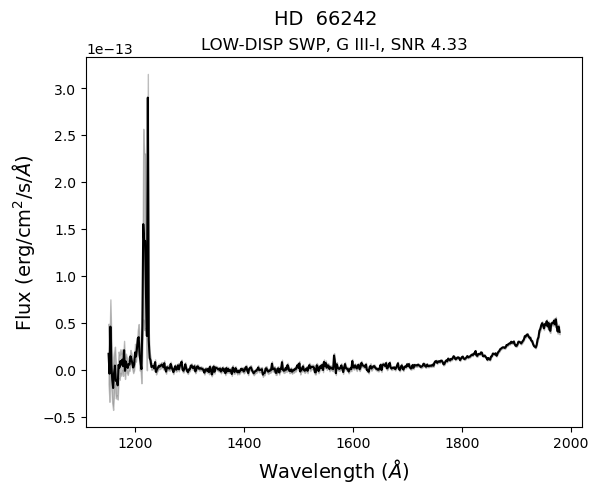 HD  66242
LOW-DISP SWP, G III-I, SNR 4.33
1e−13
3.0
2.5
2.0
1.5
1.0
0.5
0.0
−0.5
Flux (erg/cm²/s/Å)
1200 1400 1600 1800 2000
Wavelength (Å)